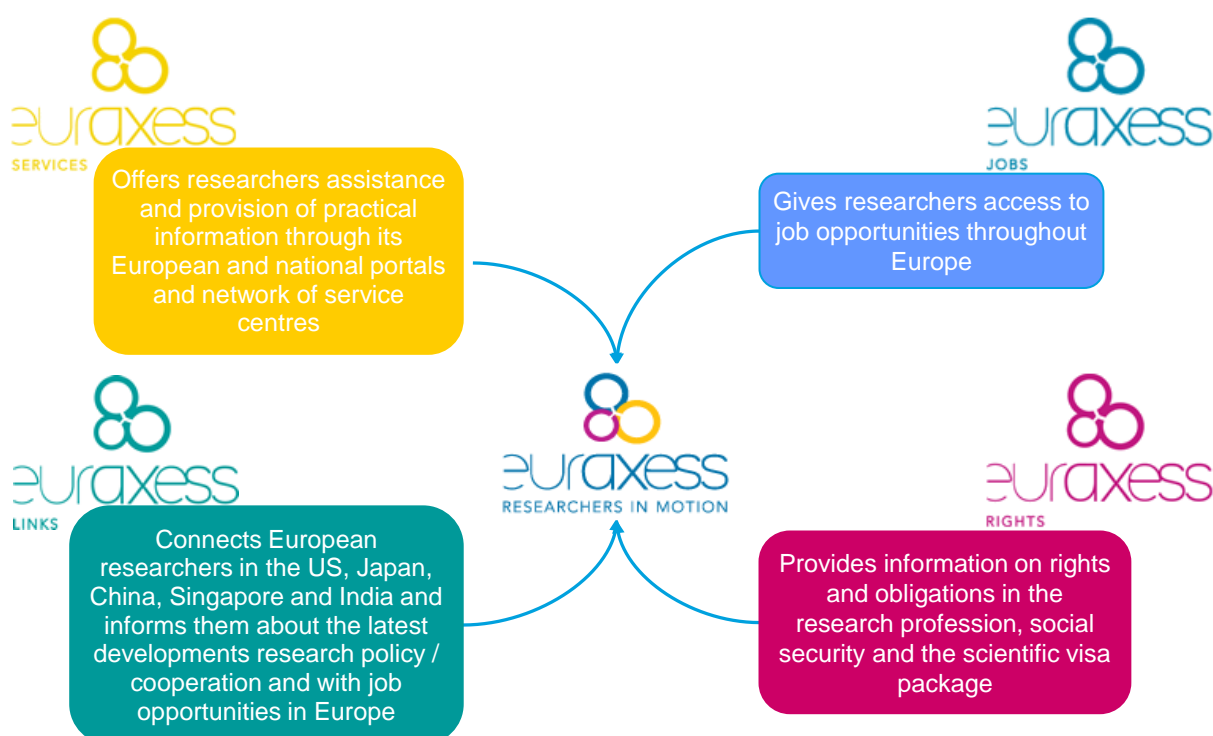 euraxess
SERVICES
Offers researchers assistance
and provision of practical
information through its
European and national portals
and network of service
centres
euraxess
JOBS
Gives researchers access to
job opportunities throughout
Europe
euraxess
LINKS
Connects European
researchers in the US, Japan,
China, Singapore and India and
informs them about the latest
developments research policy /
cooperation and with job
opportunities in Europe
euraxess
RESEARCHERS IN MOTION
euraxess
RIGHTS
Provides information on rights
and obligations in the
research profession, social
security and the scientific visa
package